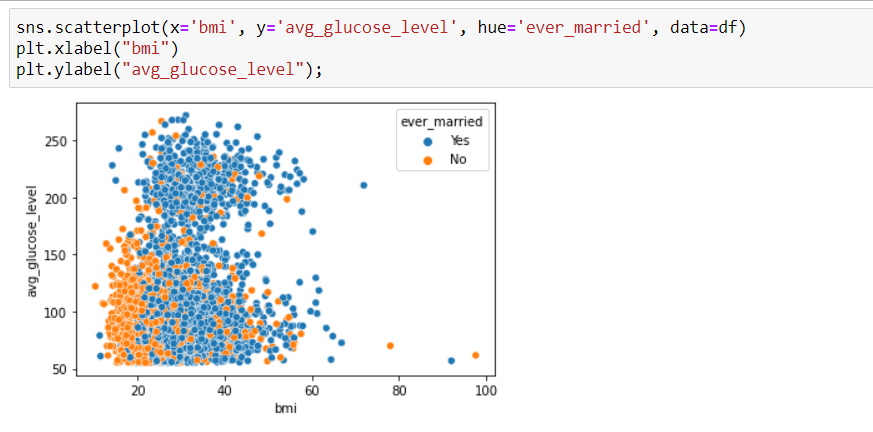 sns.scatterplot(x='bmi', y='avg_glucose_level', hue='ever_married', data=df)
plt.xlabel("bmi")
plt.ylabel("avg_glucose_level");
ever_married
Yes
No
250
200
150
100
50
avg_glucose_level
20 40 60 80 100
bmi